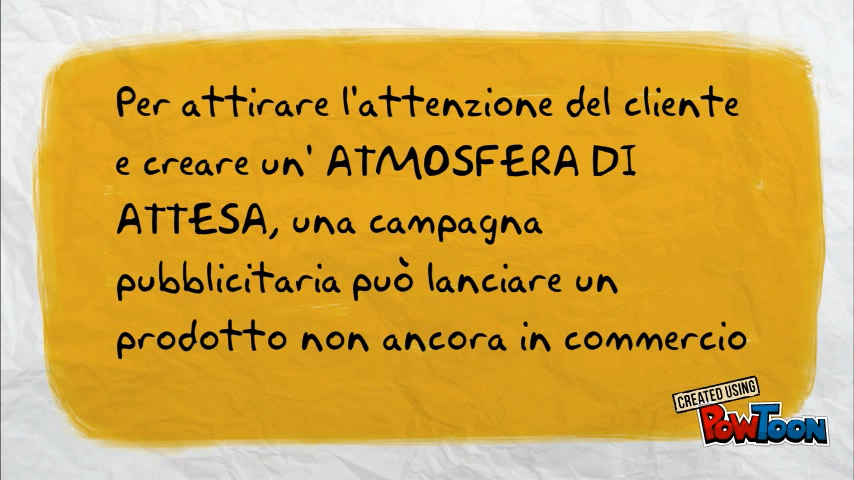 Per attirare l'attenzione del cliente
e creare un' ATMOSFERA DI
ATTESA, una campagna
pubblicitaria può lanciare un
prodotto non ancora in commercio
CREATED USING
POWTOON